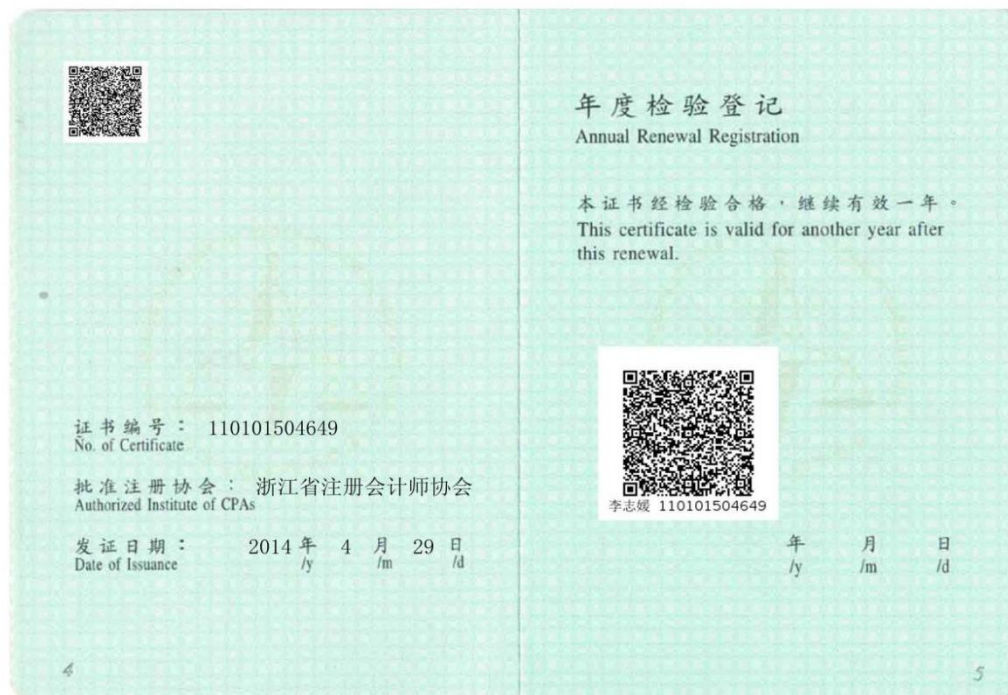 证书编号： 110101504649
No. of Certificate
批准注册协会： 浙江省注册会计师协会
Authorized Institute of CPAs
发证日期： 2014 年 4 月 29 日
Date of Issuance /y /m /d
4
年度检验登记
Annual Renewal Registration
本证书经检验合格，继续有效一年。
This certificate is valid for another year after
this renewal.
李志媛 110101504649
年 月 日
/y /m /d
5